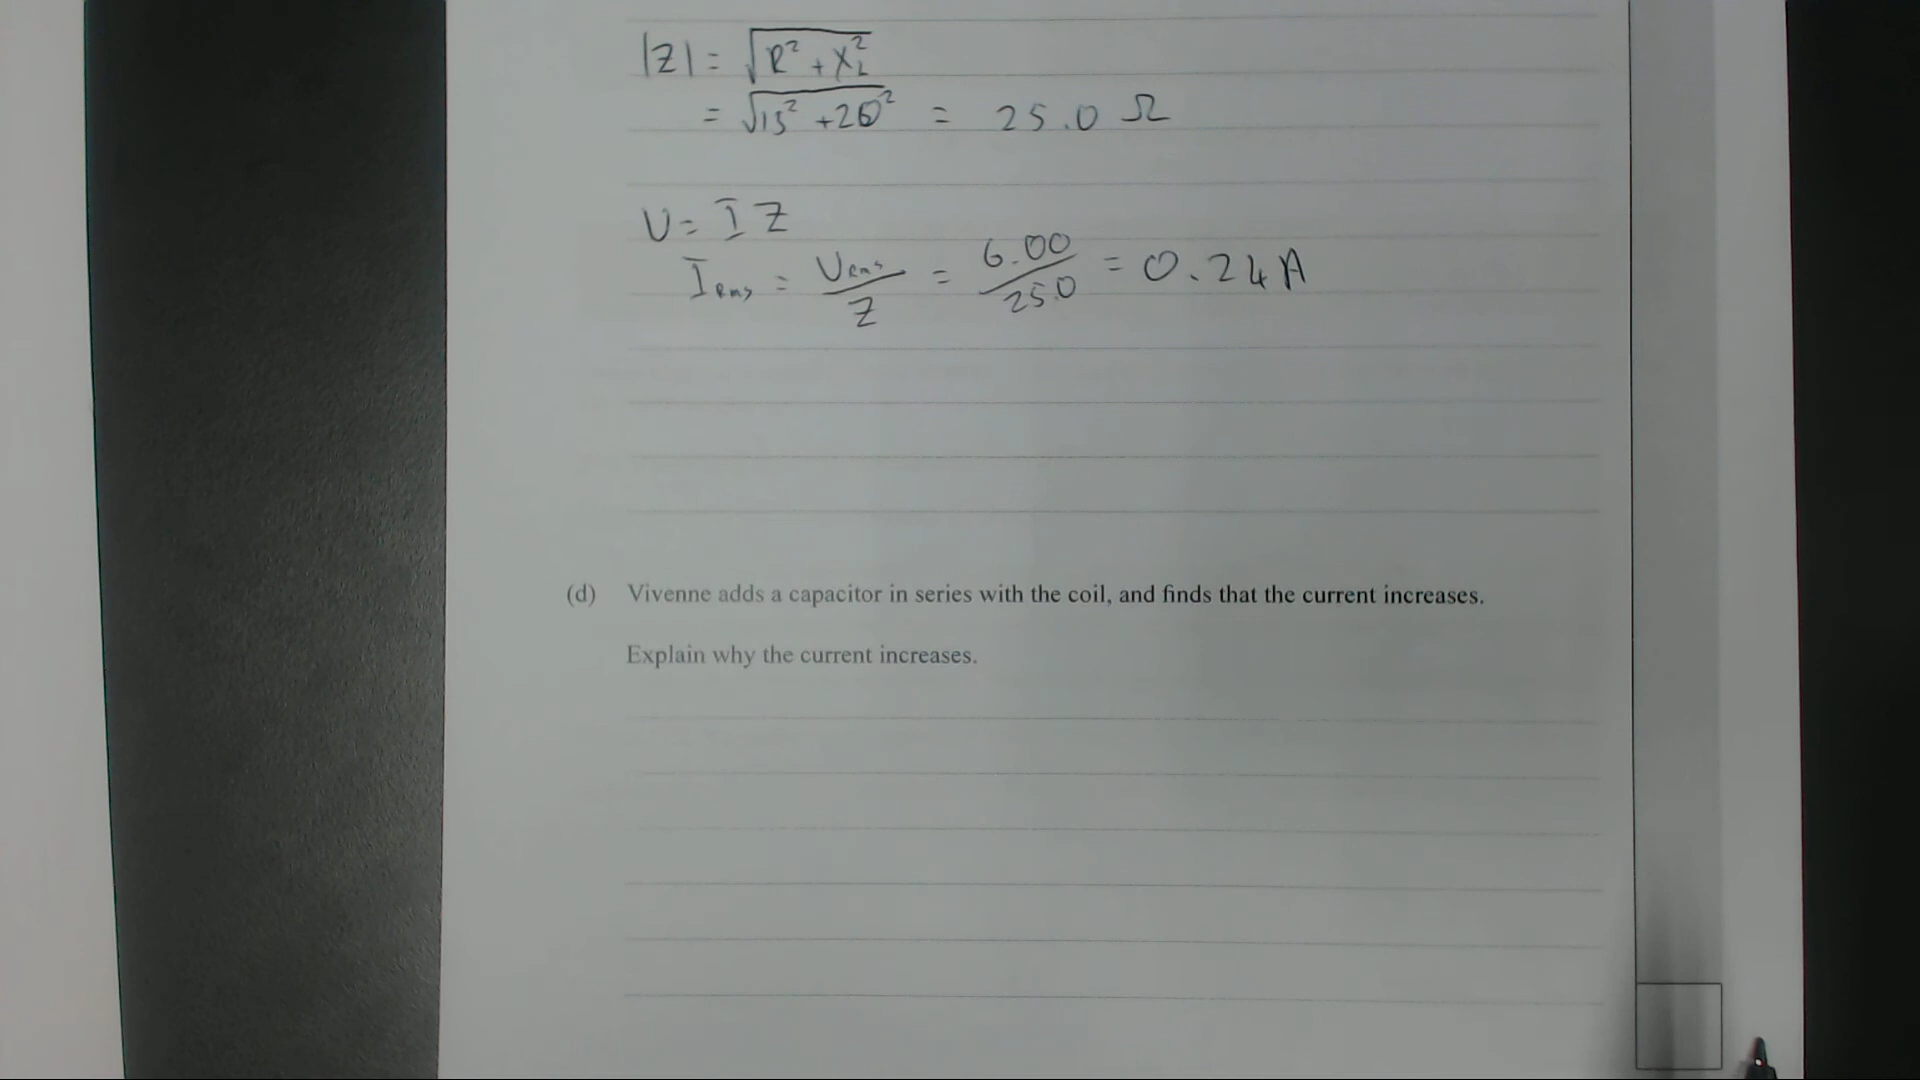 |Z| = √R² + X_L²
= √15² + 20² = 25.0 Ω
V = I Z
I_RMS = V_RMS / Z = 6.00 / 25.0 = 0.24 A
(d) Vivenne adds a capacitor in series with the coil, and finds that the current increases.
Explain why the current increases.